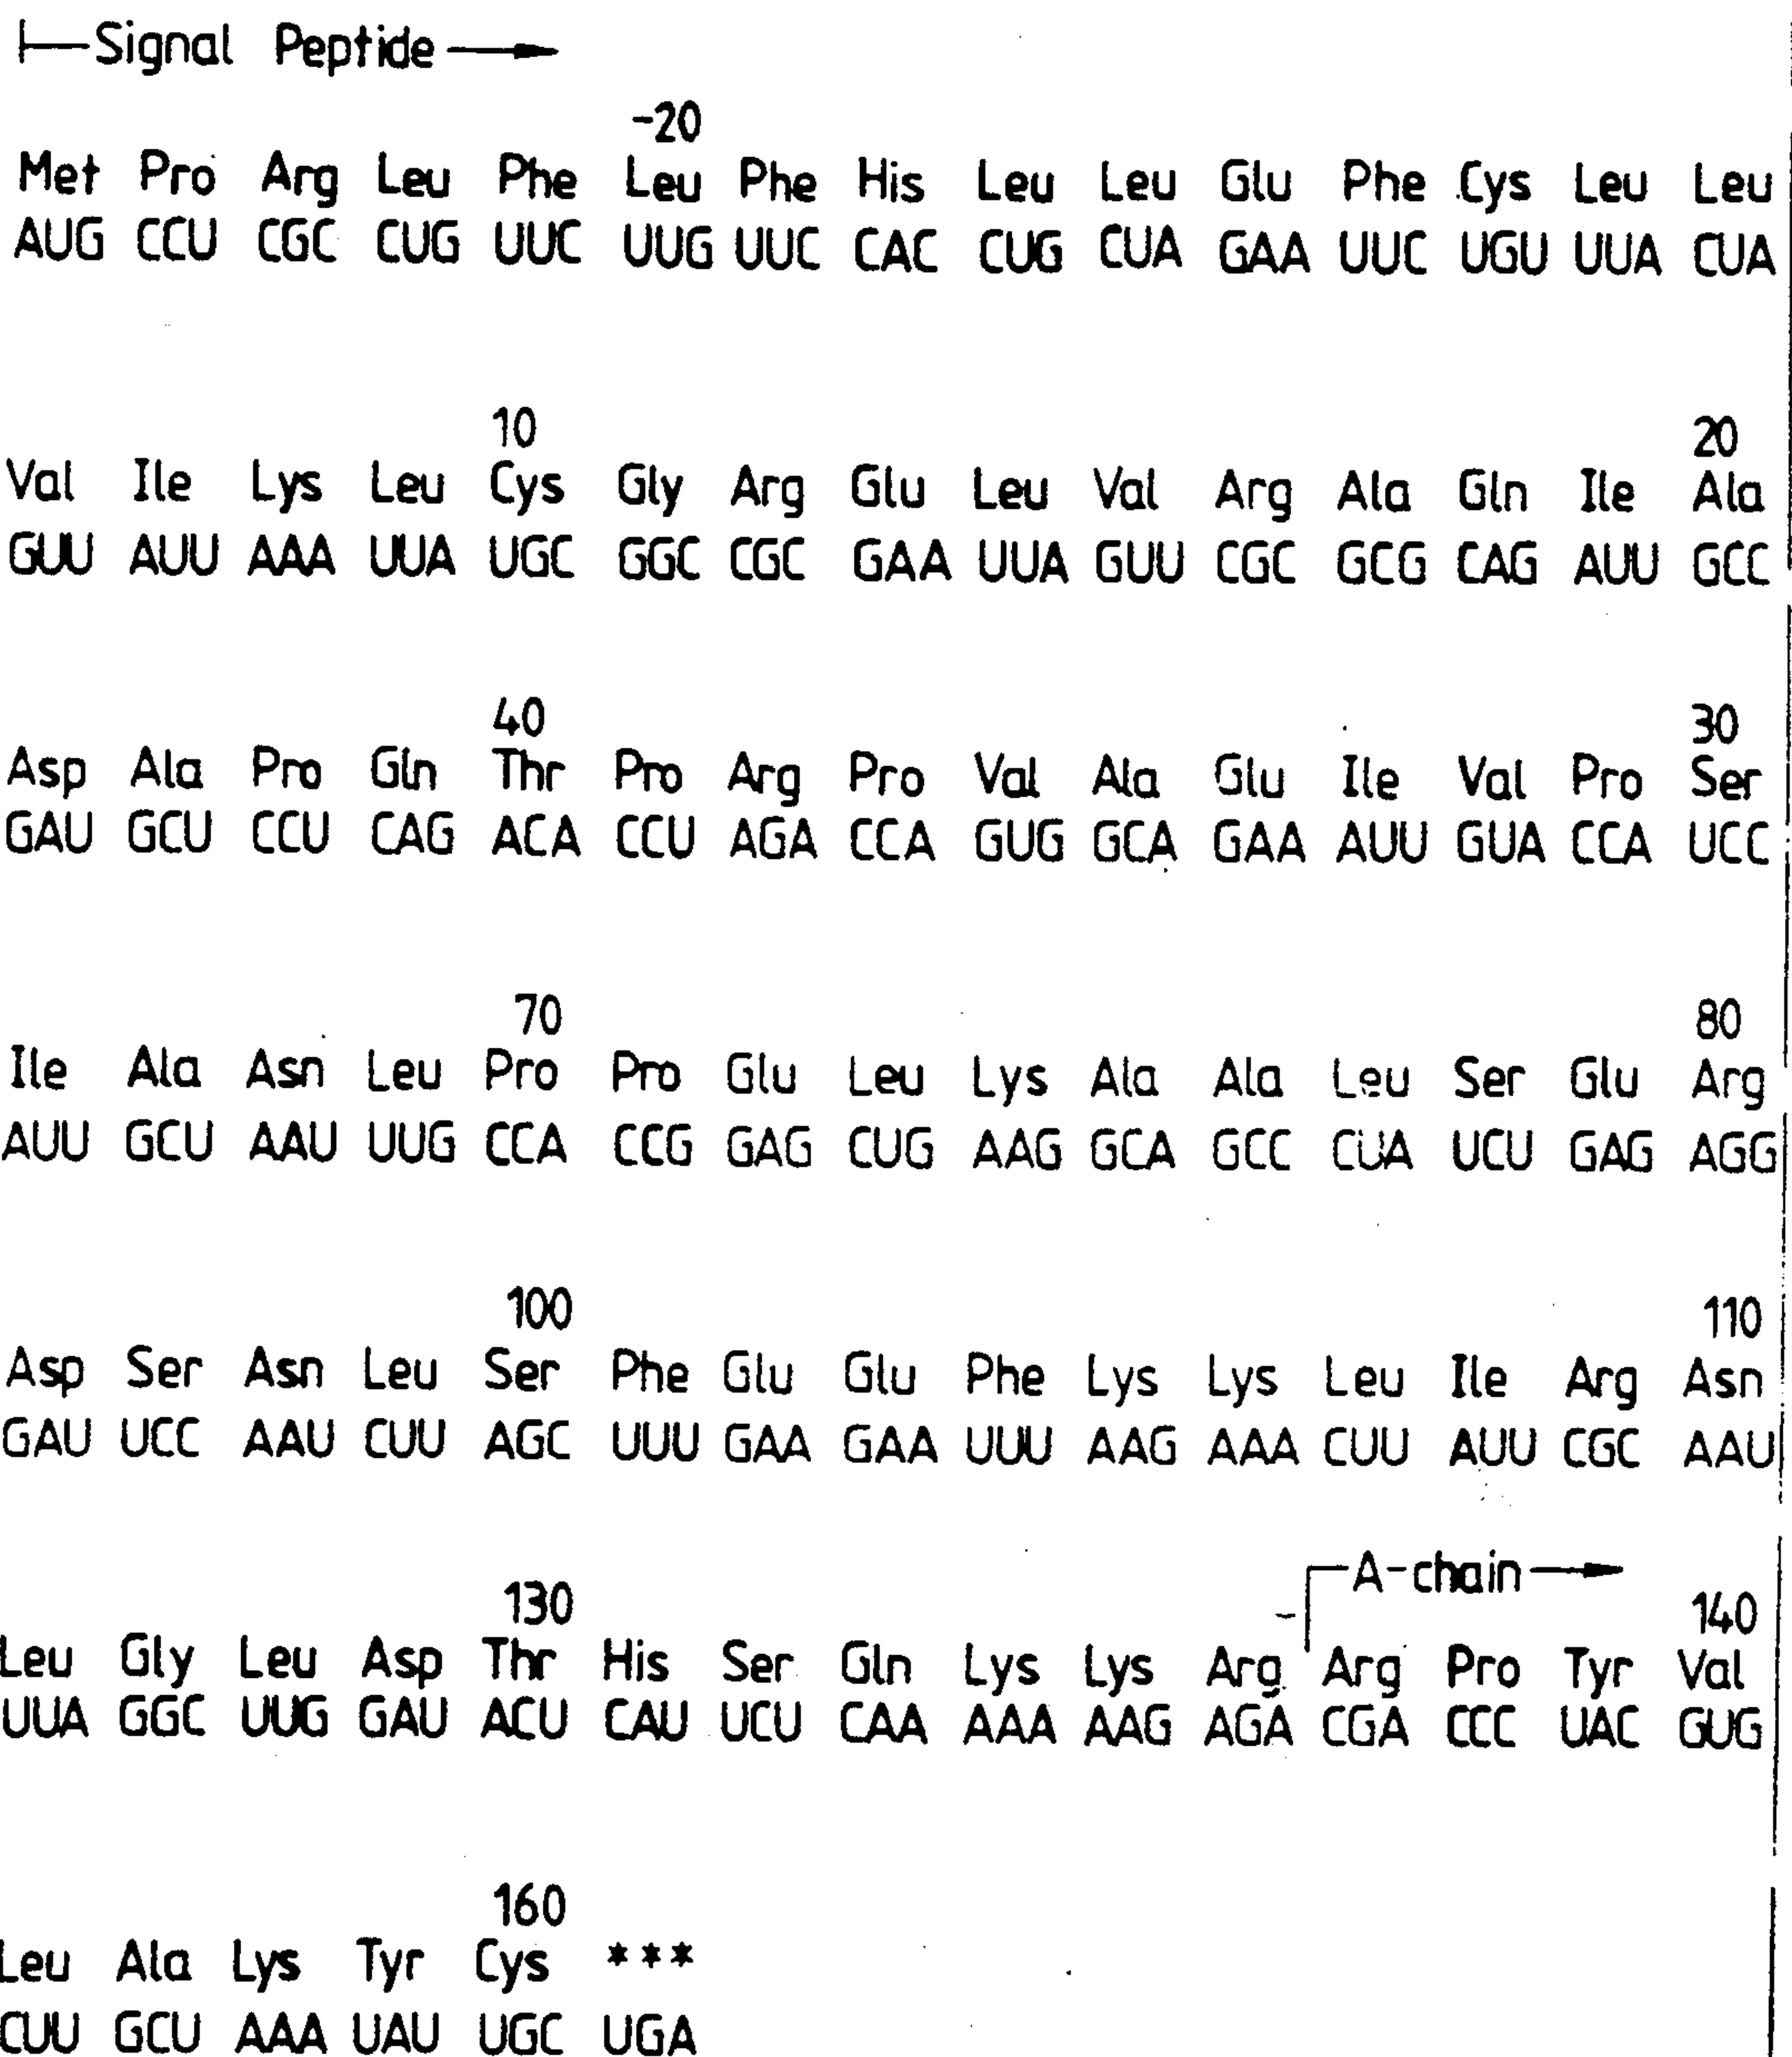 Signal Peptide
-20
Met Pro Arg Leu Phe Leu Phe His Leu Leu Glu Phe Cys Leu Leu
AUG CCU CGC CUG UUC UUG UUC CAC CUG CUA GAA UUC UGU UUA CUA
10 20
Val Ile Lys Leu Cys Gly Arg Glu Leu Val Arg Ala Gln Ile Ala
GUU AUU AAA UUA UGC GGC CGC GAA UUA GUU CGC GCG CAG AUU GCC
40 30
Asp Ala Pro Gln Thr Pro Arg Pro Val Ala Glu Ile Val Pro Ser
GAU GCU CCU CAG ACA CCU AGA CCA GUG GCA GAA AUU GUA CCA UCC
70 80
Ile Ala Asn Leu Pro Pro Glu Leu Lys Ala Ala Leu Ser Glu Arg
AUU GCU AAU UUG CCA CCG GAG CUG AAG GCA GCC CUA UCU GAG AGG
100 110
Asp Ser Asn Leu Ser Phe Glu Glu Phe Lys Lys Leu Ile Arg Asn
GAU UCC AAU CUU AGC UUU GAA GAA UUU AAG AAA CUU AUU CGC AAU
A-chain
130 140
Leu Gly Leu Asp Thr His Ser Gln Lys Lys Arg Arg Pro Tyr Val
UUA GGC UUG GAU ACU CAU UCU CAA AAA AAG AGA CGA CCC UAC GUG
160
Leu Ala Lys Tyr Cys ***
CUU GCU AAA UAU UGC UGA